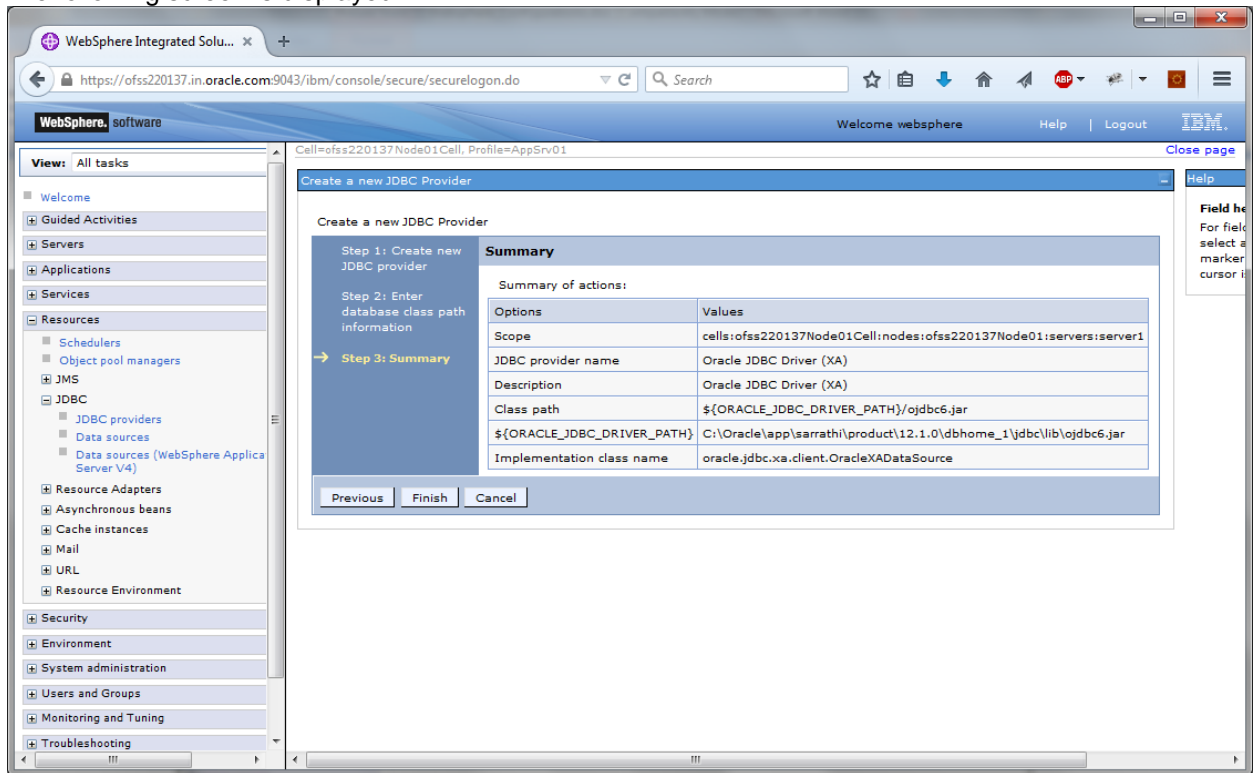 WebSphere Integrated Solu...
https://ofss220137.in.oracle.com:9043/ibm/console/secure/securelogon.do
Search
ABP
WebSphere. software
Welcome websphere
Help | Logout
IBM.
View: All tasks
Welcome
Guided Activities
Servers
Applications
Services
Resources
Schedulers
Object pool managers
JMS
JDBC
JDBC providers
Data sources
Data sources (WebSphere Applica
Server V4)
Resource Adapters
Asynchronous beans
Cache instances
Mail
URL
Resource Environment
Security
Environment
System administration
Users and Groups
Monitoring and Tuning
Troubleshooting
Cell=ofss220137Node01Cell, Profile=AppSrv01
Close page
Create a new JDBC Provider
Create a new JDBC Provider
Step 1: Create new
JDBC provider
Step 2: Enter
database class path
information
Step 3: Summary
Summary
Summary of actions:
Options Values
Scope cells:ofss220137Node01Cell:nodes:ofss220137Node01:servers:server1
JDBC provider name Oracle JDBC Driver (XA)
Description Oracle JDBC Driver (XA)
Class path ${ORACLE_JDBC_DRIVER_PATH}/ojdbc6.jar
${ORACLE_JDBC_DRIVER_PATH} C:\Oracle\app\sarrathi\product\12.1.0\dbhome_1\jdbc\lib\ojdbc6.jar
Implementation class name oracle.jdbc.xa.client.OracleXADataSource
Previous Finish Cancel
Help
Field he
For field
select a
marker
cursor i